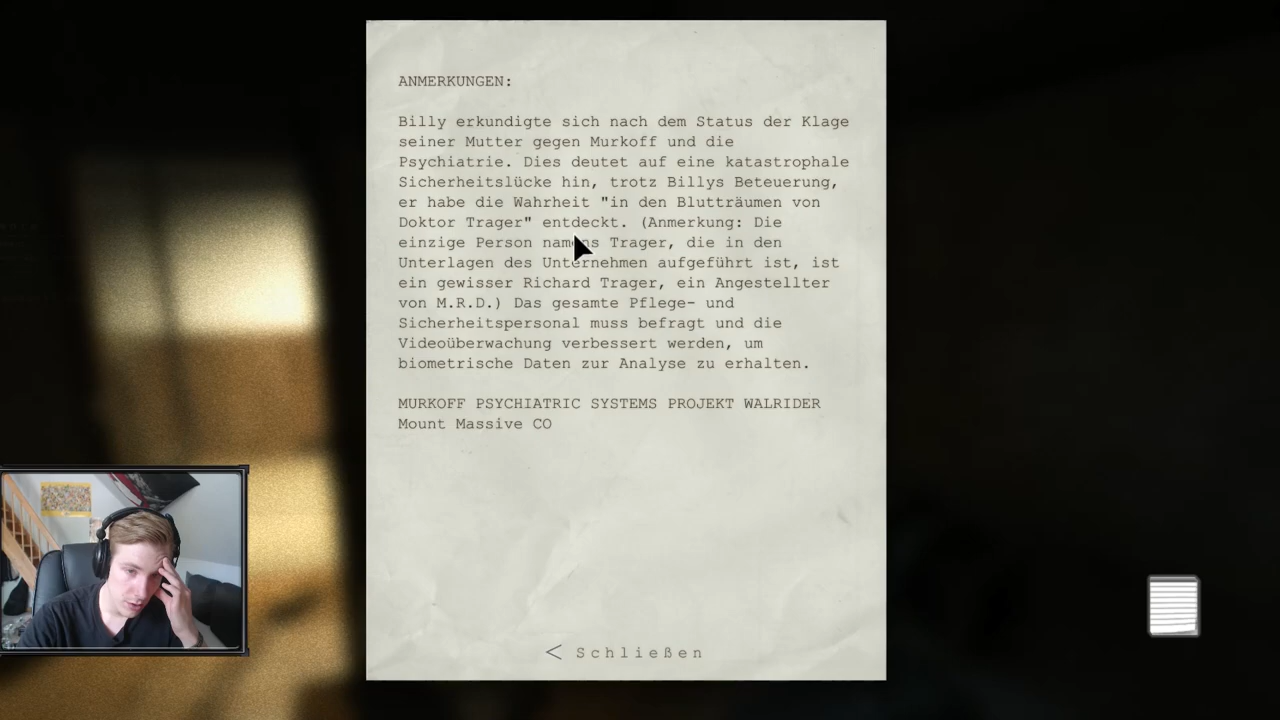 ANMERKUNGEN:
Billy erkundigte sich nach dem Status der Klage
seiner Mutter gegen Murkoff und die
Psychiatrie. Dies deutet auf eine katastrophale
Sicherheitslücke hin, trotz Billys Beteuerung,
er habe die Wahrheit "in den Blutträumen von
Doktor Trager" entdeckt. (Anmerkung: Die
einzige Person namens Trager, die in den
Unterlagen des Unternehmen aufgeführt ist, ist
ein gewisser Richard Trager, ein Angestellter
von M.R.D.) Das gesamte Pflege- und
Sicherheitspersonal muss befragt und die
Videoüberwachung verbessert werden, um
biometrische Daten zur Analyse zu erhalten.
MURKOFF PSYCHIATRIC SYSTEMS PROJEKT WALRIDER
Mount Massive CO
< Schließen